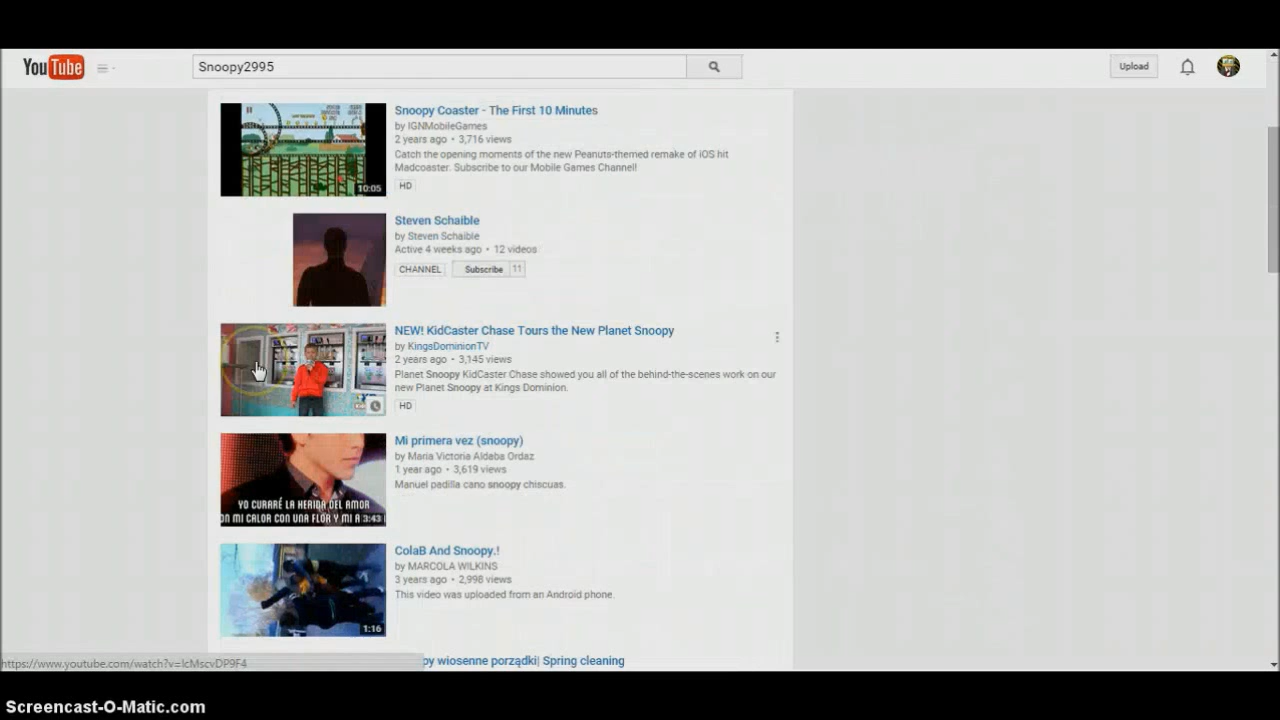 YouTube
Snoopy2995
Upload
Snoopy Coaster - The First 10 Minutes
by IGNMobileGames
2 years ago • 3,716 views
Catch the opening moments of the new Peanuts-themed remake of iOS hit
Madcoaster. Subscribe to our Mobile Games Channel!
HD
10:05
Steven Schaible
by Steven Schaible
Active 4 weeks ago • 12 videos
CHANNEL Subscribe 11
NEW! KidCaster Chase Tours the New Planet Snoopy
by KingsDominionTV
2 years ago • 3,145 views
Planet Snoopy KidCaster Chase showed you all of the behind-the-scenes work on our
new Planet Snoopy at Kings Dominion.
HD
Mi primera vez (snoopy)
by Maria Victoria Aldaba Ordaz
1 year ago • 3,619 views
Manuel padilla cano snoopy chiscuas.
YO CURARÉ LA HERIDA DEL AMOR
ON MI CALOR CON UNA FLOR Y MI A
3:43
ColaB And Snoopy.!
by MARCOLA WILKINS
3 years ago • 2,998 views
This video was uploaded from an Android phone.
1:16
by wiosenne porządki| Spring cleaning
https://www.youtube.com/watch?v=lcMscvDP9F4
Screencast-O-Matic.com